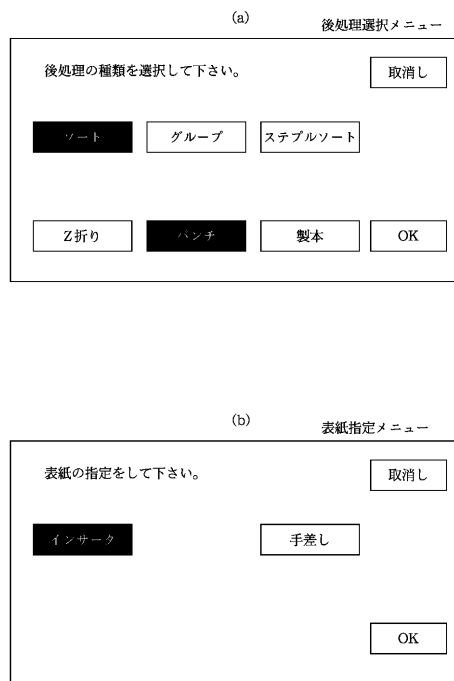 (a)
後処理選択メニュー
後処理の種類を選択して下さい。
取消し
ソート
グループ
ステプルソート
Z折り
パンチ
製本
OK
(b)
表紙指定メニュー
表紙の指定をして下さい。
取消し
インサータ
手差し
OK